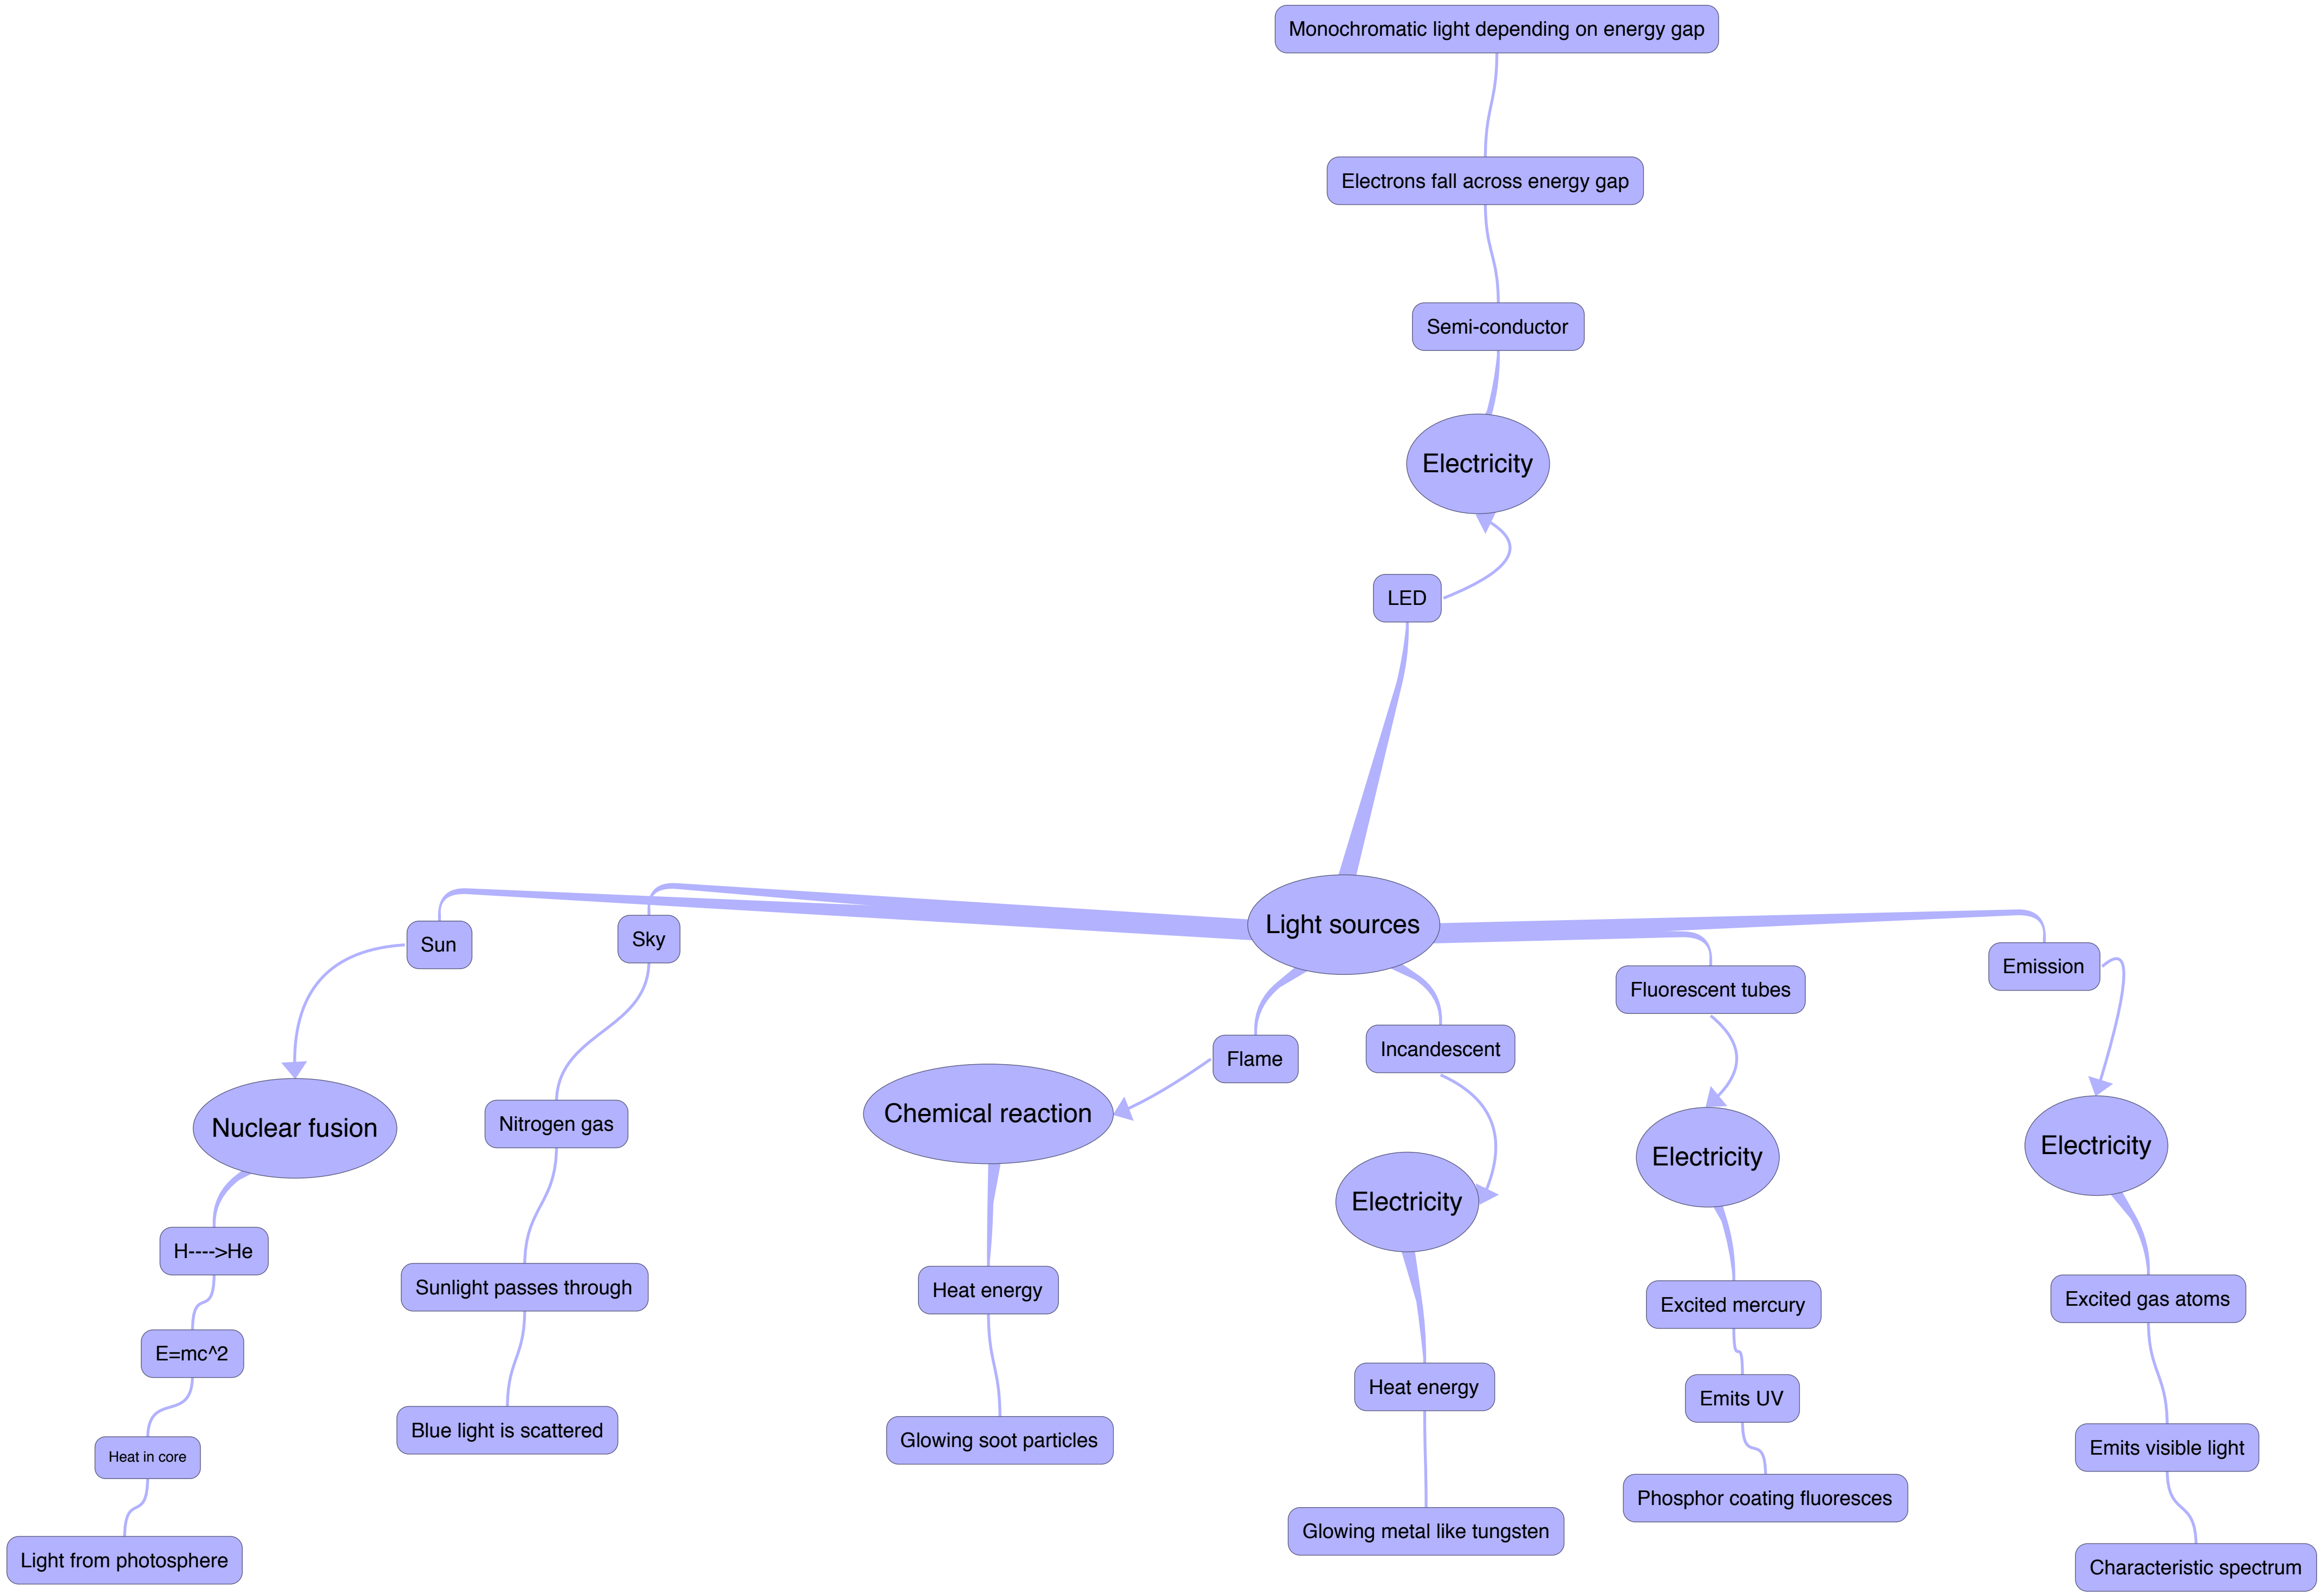 Monochromatic light depending on energy gap
Electrons fall across energy gap
Semi-conductor
Electricity
LED
Light sources
Sun
Sky
Flame
Incandescent
Fluorescent tubes
Emission
Nuclear fusion
H---->He
E=mc^2
Heat in core
Light from photosphere
Nitrogen gas
Sunlight passes through
Blue light is scattered
Chemical reaction
Heat energy
Glowing soot particles
Electricity
Heat energy
Glowing metal like tungsten
Electricity
Excited mercury
Emits UV
Phosphor coating fluoresces
Electricity
Excited gas atoms
Emits visible light
Characteristic spectrum